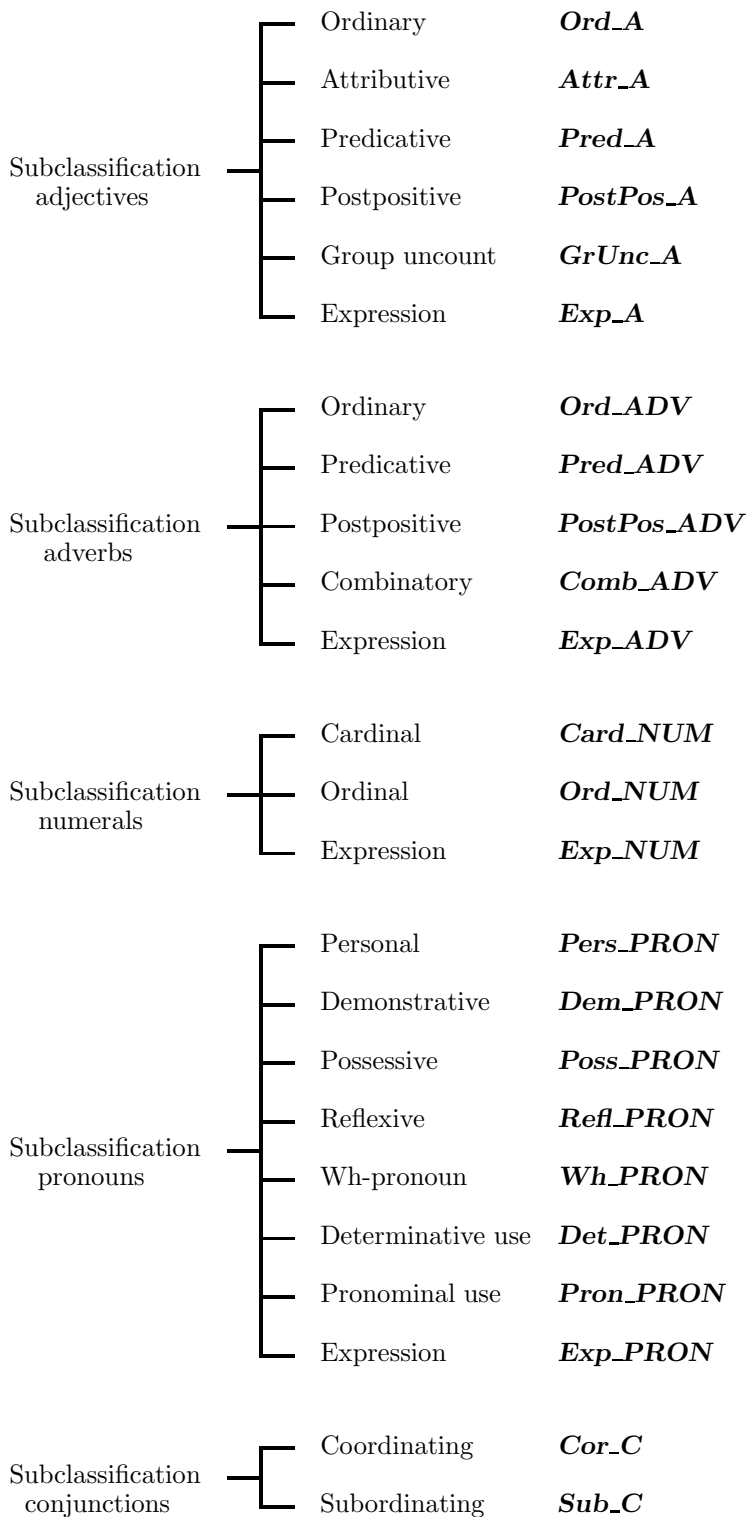 Ordinary Ord_A
Attributive Attr_A
Predicative Pred_A
Subclassification
adjectives
Postpositive PostPos_A
Group uncount GrUnc_A
Expression Exp_A
Ordinary Ord_ADV
Predicative Pred_ADV
Subclassification
adverbs
Postpositive PostPos_ADV
Combinatory Comb_ADV
Expression Exp_ADV
Cardinal Card_NUM
Subclassification
numerals
Ordinal Ord_NUM
Expression Exp_NUM
Personal Pers_PRON
Demonstrative Dem_PRON
Possessive Poss_PRON
Reflexive Refl_PRON
Subclassification
pronouns
Wh-pronoun Wh_PRON
Determinative use Det_PRON
Pronominal use Pron_PRON
Expression Exp_PRON
Coordinating Cor_C
Subclassification
conjunctions
Subordinating Sub_C